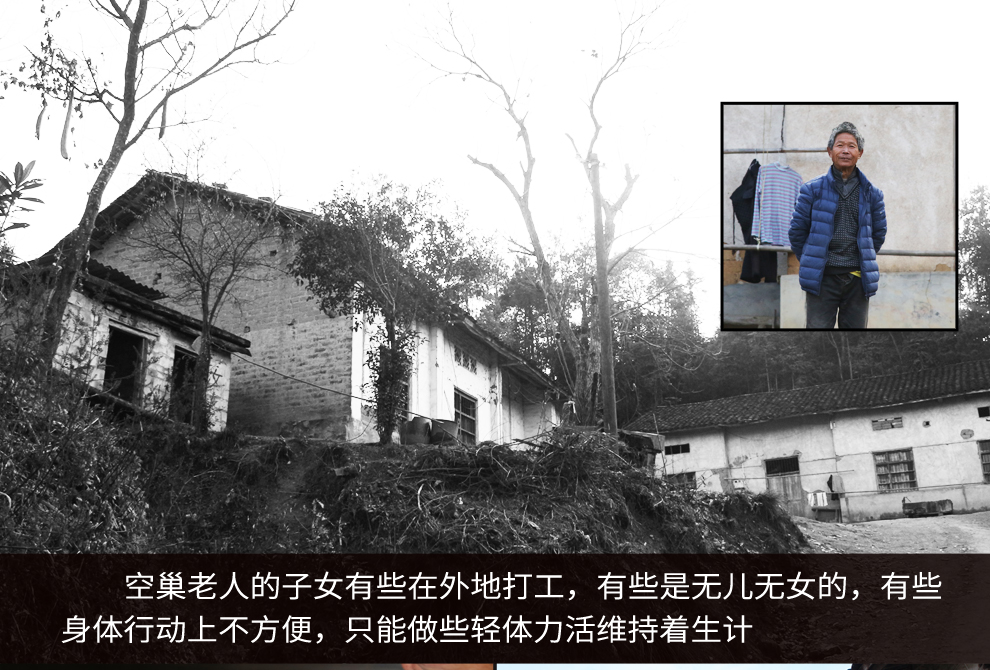 空巢老人的子女有些在外地打工，有些是无儿无女的，有些
身体行动上不方便，只能做些轻体力活维持着生计